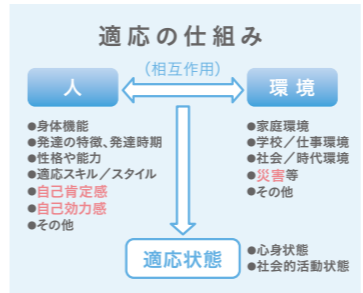 適応の仕組み
(相互作用)
人
環境
●身体機能
●発達の特徴、発達時期
●性格や能力
●適応スキル／スタイル
●自己肯定感
●自己効力感
●その他
●家庭環境
●学校／仕事環境
●社会／時代環境
●災害等
●その他
適応状態
●心身状態
●社会的活動状態